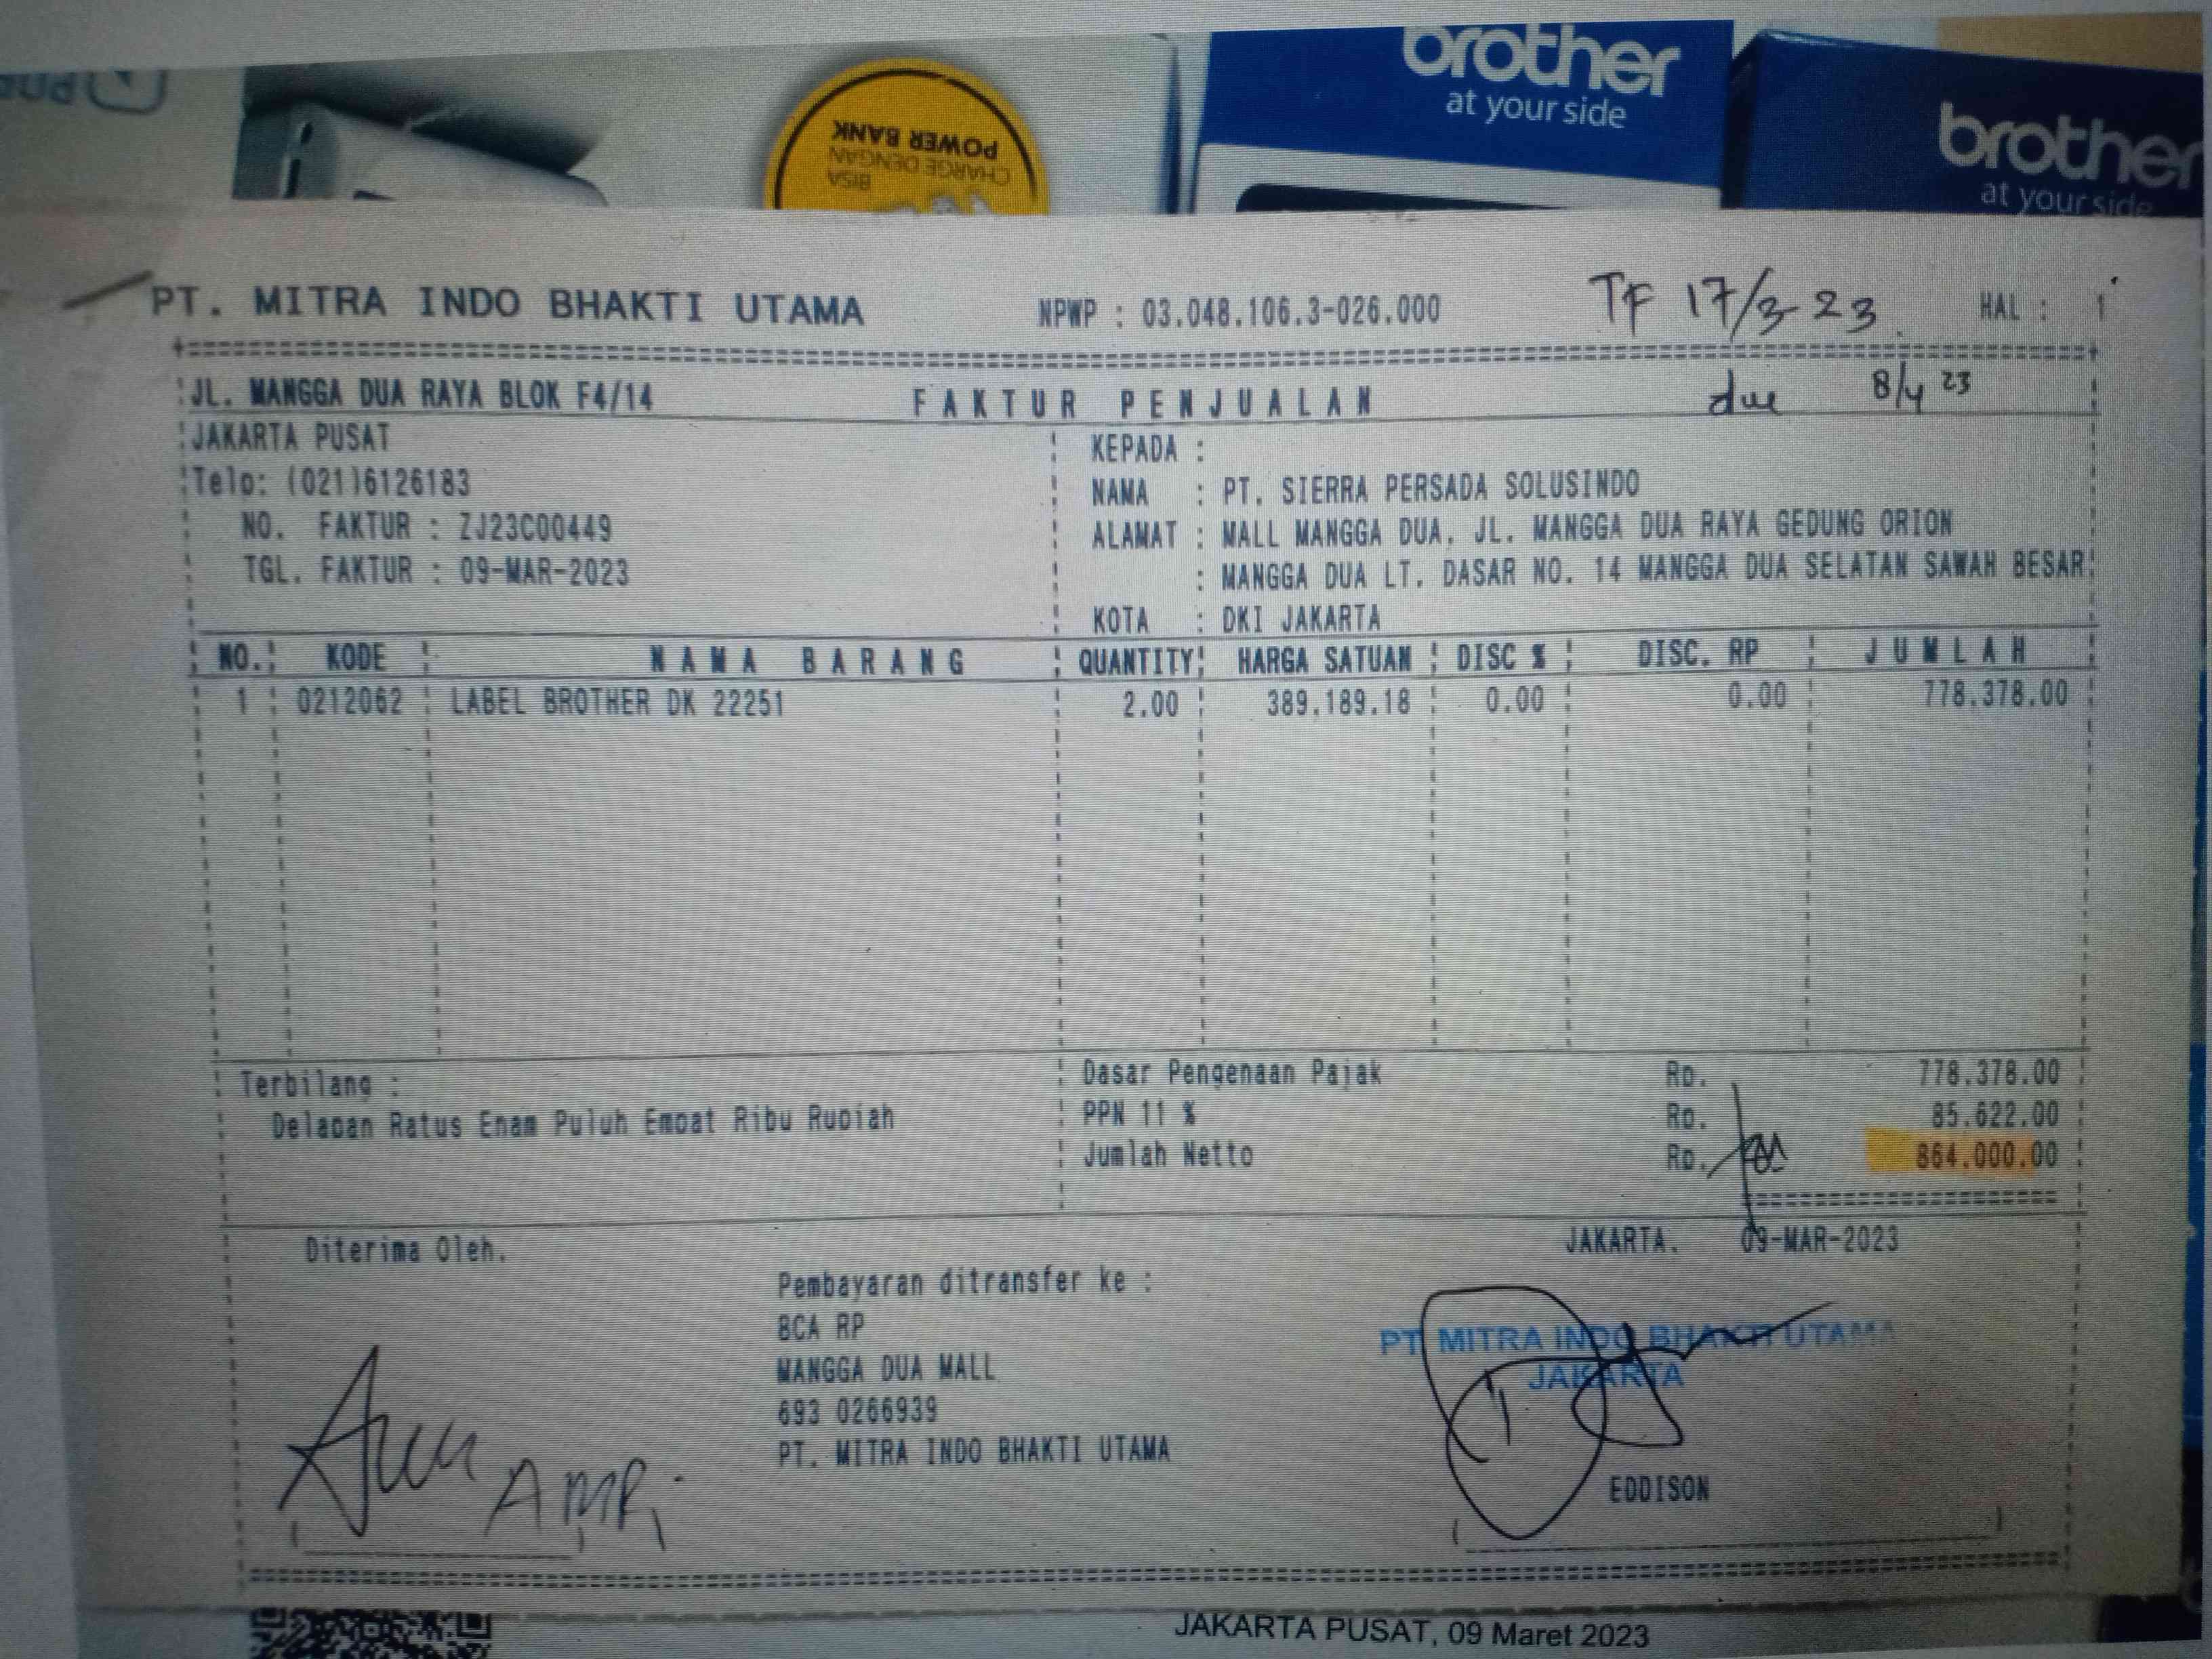 brother
at your side
brother
at your side
POWER BANK
CHARGE DENGAN
BISA
PT. MITRA INDO BHAKTI UTAMA NPWP : 03.048.106.3-026.000 TF 17/3-23 HAL : 1
JL. MANGGA DUA RAYA BLOK F4/14 FAKTUR PENJUALAN due 8/4 23
JAKARTA PUSAT
Telp: (021)6126183
NO. FAKTUR : ZJ23C00449
TGL. FAKTUR : 09-MAR-2023
KEPADA :
NAMA : PT. SIERRA PERSADA SOLUSINDO
ALAMAT : MALL MANGGA DUA, JL. MANGGA DUA RAYA GEDUNG ORION
: MANGGA DUA LT. DASAR NO. 14 MANGGA DUA SELATAN SAWAH BESAR
KOTA : DKI JAKARTA
NO. KODE NAMA BARANG QUANTITY HARGA SATUAN DISC % DISC. RP JUMLAH
1 0212062 LABEL BROTHER DK 22251 2.00 389,189.18 0.00 0.00 778,378.00
Terbilang :
Delapan Ratus Enam Puluh Empat Ribu Rupiah
Dasar Pengenaan Pajak Rp. 778,378.00
PPN 11 % Rp. 85,622.00
Jumlah Netto Rp. 864,000.00
Diterima Oleh,
AMRi
Pembayaran ditransfer ke :
BCA RP
MANGGA DUA MALL
693 0266939
PT. MITRA INDO BHAKTI UTAMA
JAKARTA, 09-MAR-2023
PT MITRA INDO BHAKTI UTAMA
JAKARTA
EDDISON
JAKARTA PUSAT, 09 Maret 2023